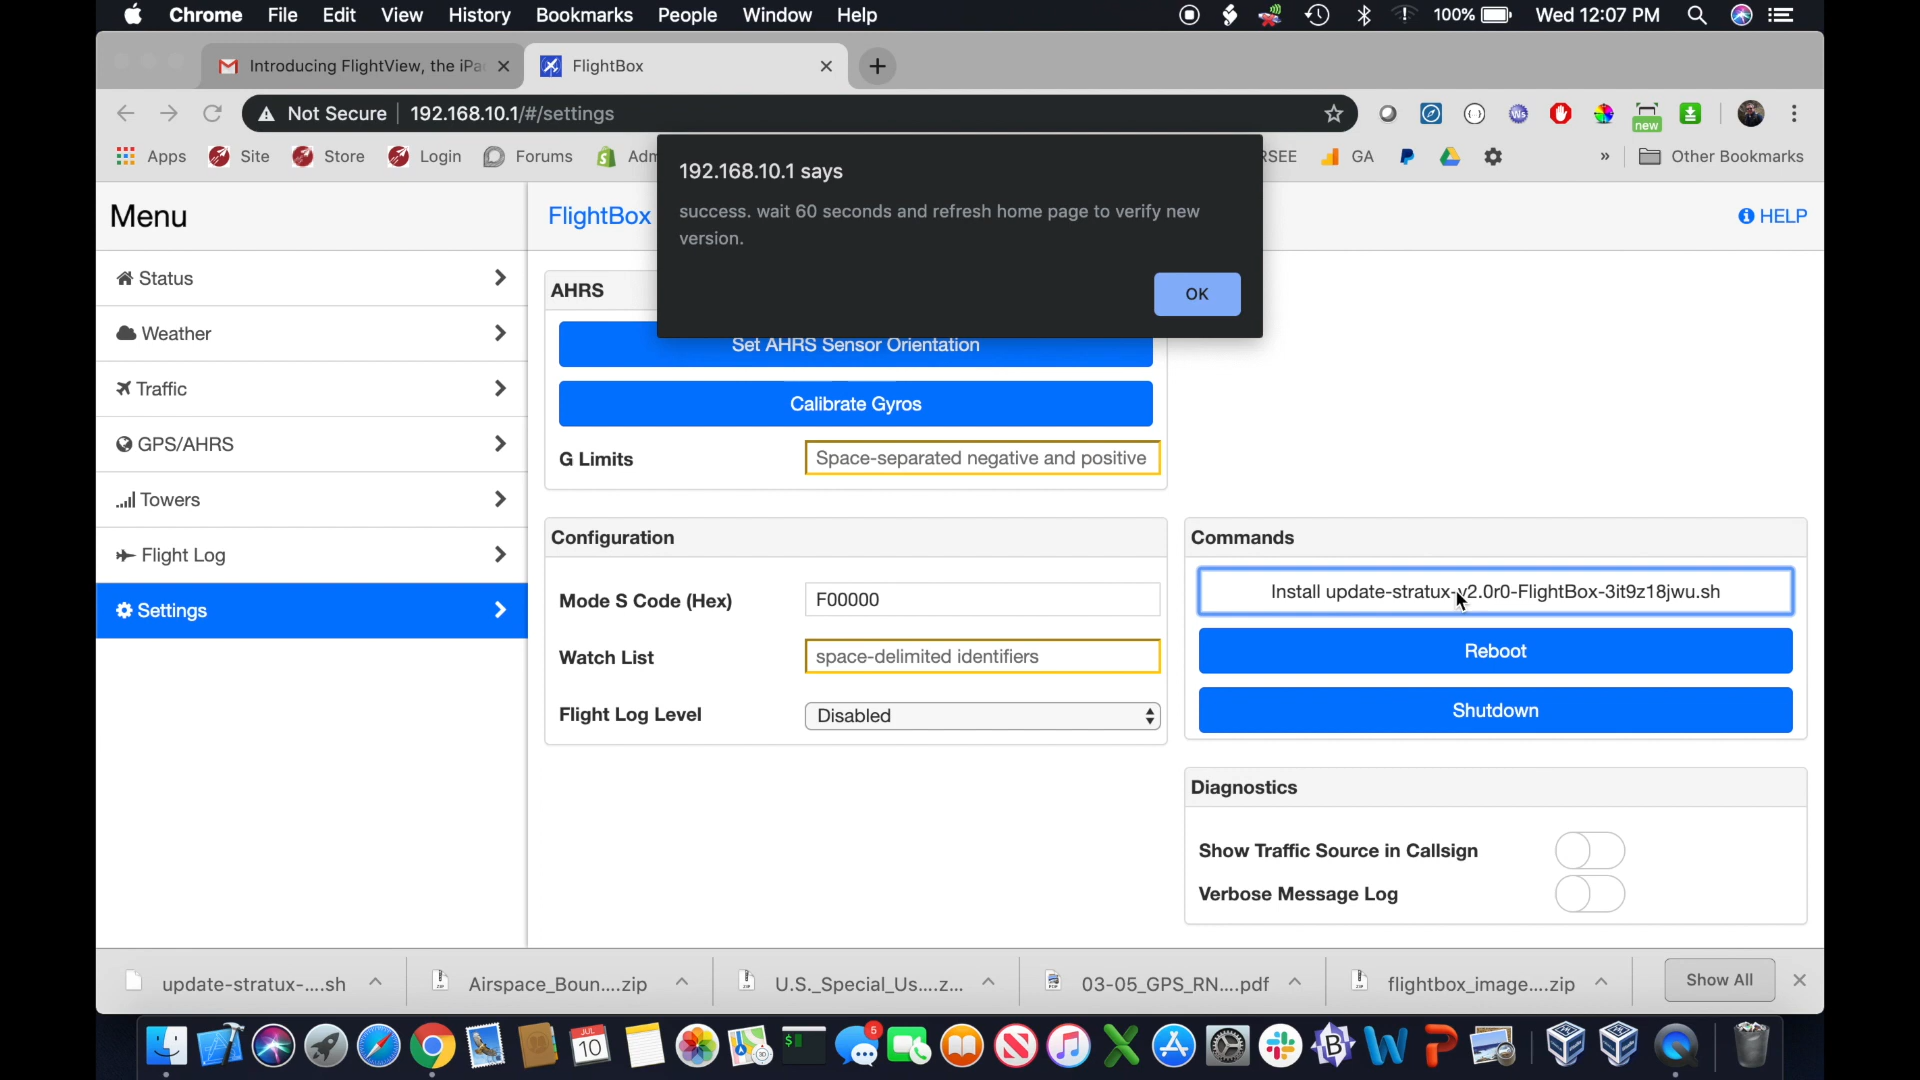 Chrome File Edit View History Bookmarks People Window Help 100% Wed 12:07 PM
Introducing FlightView, the iPa
FlightBox
Not Secure 192.168.10.1/#/settings
new
Apps Site Store Login Forums Adm
RSEE GA Other Bookmarks
192.168.10.1 says
success. wait 60 seconds and refresh home page to verify new
version.
OK
Menu
FlightBox
HELP
Status
Weather
Traffic
GPS/AHRS
Towers
Flight Log
Settings
AHRS
Set AHRS Sensor Orientation
Calibrate Gyros
G Limits Space-separated negative and positive
Configuration
Mode S Code (Hex) F00000
Watch List space-delimited identifiers
Flight Log Level Disabled
Commands
Install update-stratux-v2.0r0-FlightBox-3it9z18jwu.sh
Reboot
Shutdown
Diagnostics
Show Traffic Source in Callsign
Verbose Message Log
update-stratux-....sh
Airspace_Boun....zip
U.S._Special_Us....z...
03-05_GPS_RN....pdf
flightbox_image....zip
Show All
JUL
10
5